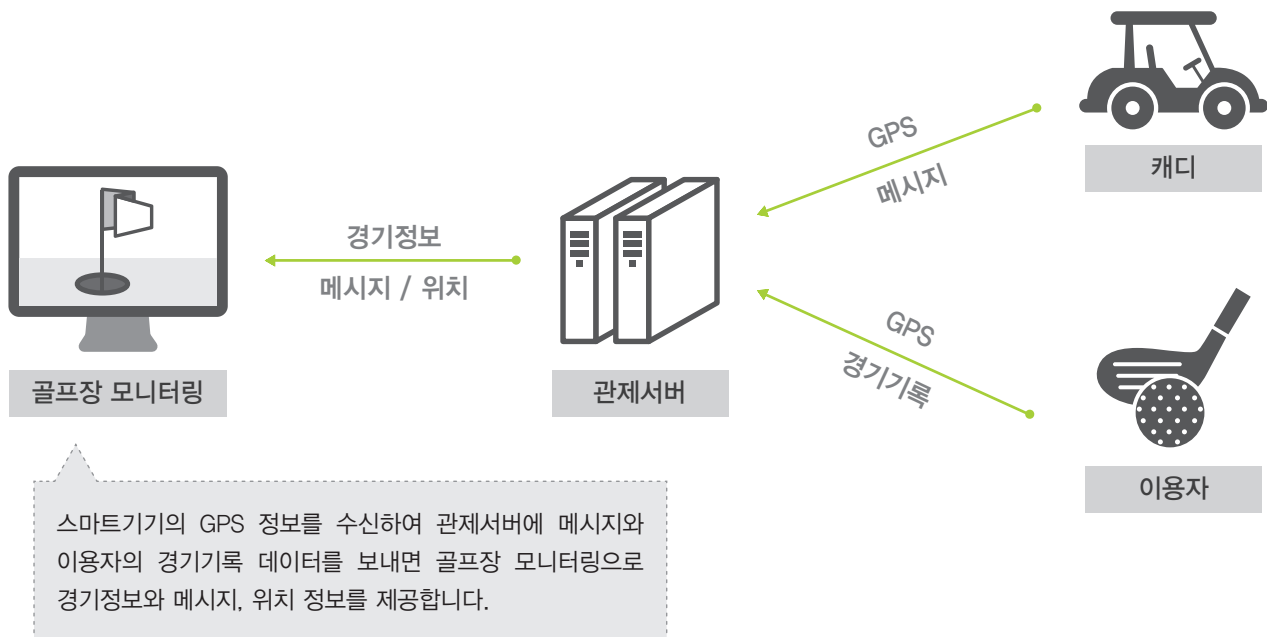 GPS
메시지
캐디
경기정보
메시지 / 위치
GPS
경기기록
골프장 모니터링
관제서버
이용자
스마트기기의 GPS 정보를 수신하여 관제서버에 메시지와
이용자의 경기기록 데이터를 보내면 골프장 모니터링으로
경기정보와 메시지, 위치 정보를 제공합니다.